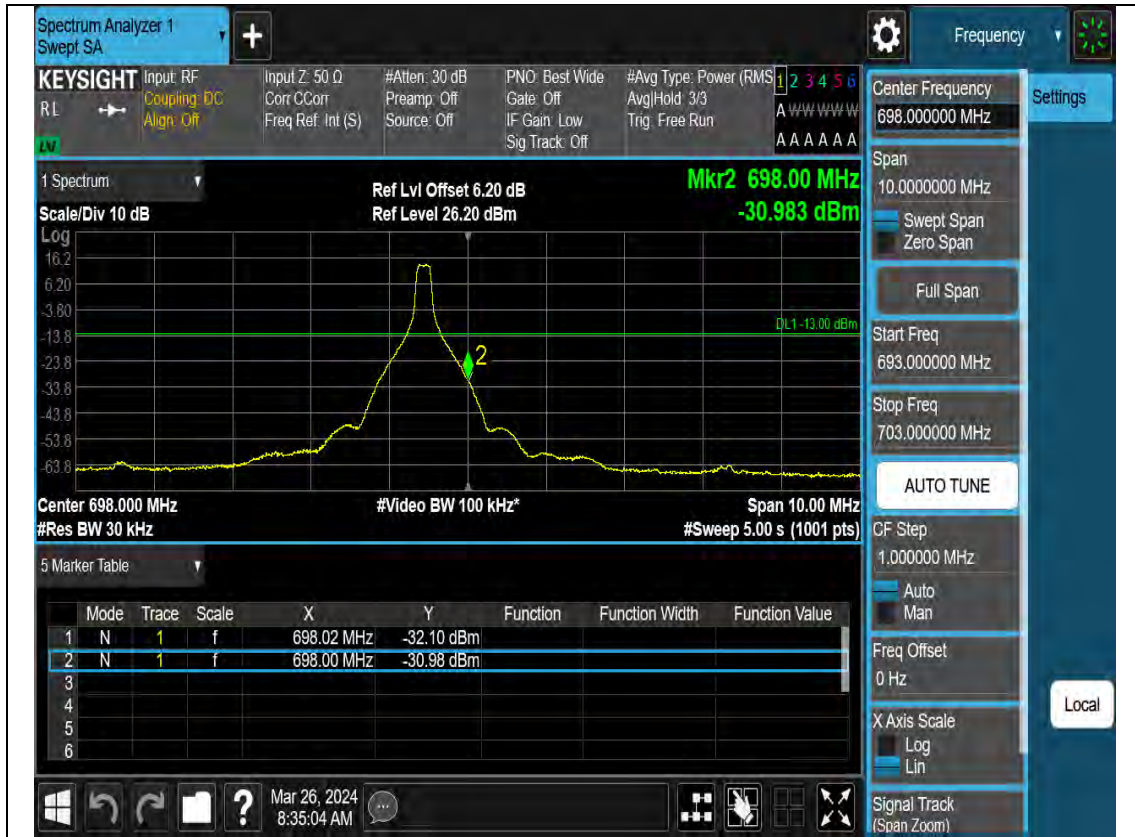 Spectrum Analyzer 1
Swept SA
+
Frequency
KEYSIGHT
RL
Input: RF
Coupling: DC
Align: Off
Input Z: 50 Ω
Corr CCorr
Freq Ref: Int (S)
#Atten: 30 dB
Preamp: Off
Source: Off
PNO: Best Wide
Gate: Off
IF Gain: Low
Sig Track: Off
#Avg Type: Power (RMS
Avg|Hold: 3/3
Trig: Free Run
1 2 3 4 5 6
A W W W W W
A A A A A A
1 Spectrum
Scale/Div 10 dB
Ref Lvl Offset 6.20 dB
Ref Level 26.20 dBm
Mkr2 698.00 MHz
-30.983 dBm
Log
16.2
6.20
-3.80
-13.8
-23.8
-33.8
-43.8
-53.8
-63.8
DL1 -13.00 dBm
2
Center 698.000 MHz
#Video BW 100 kHz*
Span 10.00 MHz
#Res BW 30 kHz
#Sweep 5.00 s (1001 pts)
5 Marker Table
Mode Trace Scale X Y Function Function Width Function Value
1 N 1 f 698.02 MHz -32.10 dBm
2 N 1 f 698.00 MHz -30.98 dBm
3
4
5
6
?
Mar 26, 2024
8:35:04 AM
Center Frequency
698.000000 MHz
Settings
Span
10.0000000 MHz
Swept Span
Zero Span
Full Span
Start Freq
693.000000 MHz
Stop Freq
703.000000 MHz
AUTO TUNE
CF Step
1.000000 MHz
Auto
Man
Freq Offset
0 Hz
X Axis Scale
Log
Lin
Local
Signal Track
(Span Zoom)